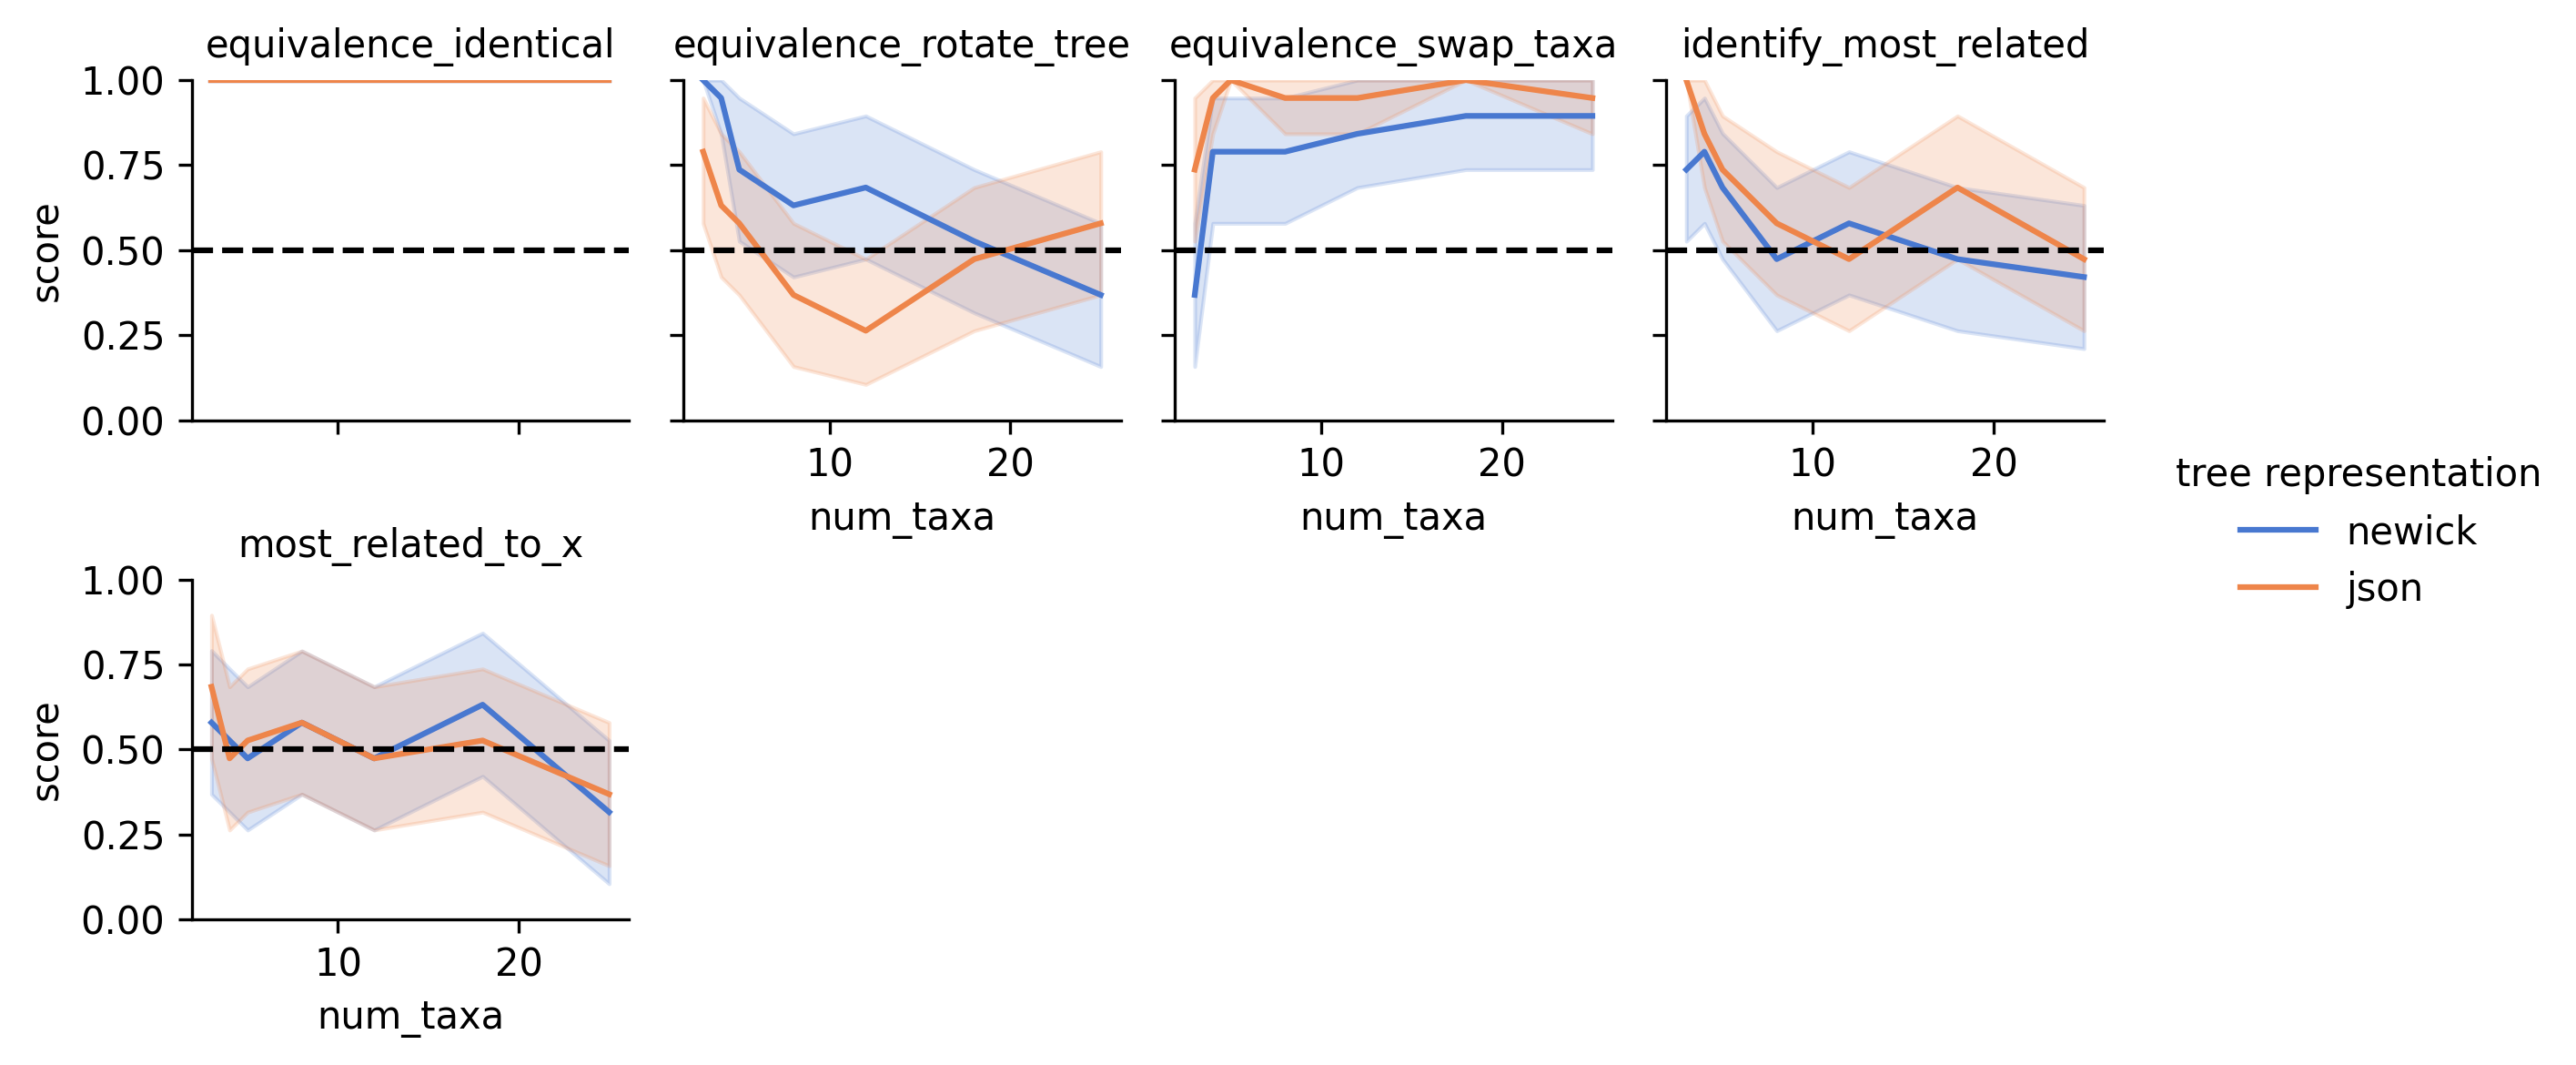 equivalence_identical
equivalence_rotate_tree
equivalence_swap_taxa
identify_most_related
1.00
0.75
0.50
0.25
0.00
score
10
20
num_taxa
10
20
num_taxa
10
20
num_taxa
tree representation
newick
json
most_related_to_x
1.00
0.75
0.50
0.25
0.00
score
10
20
num_taxa